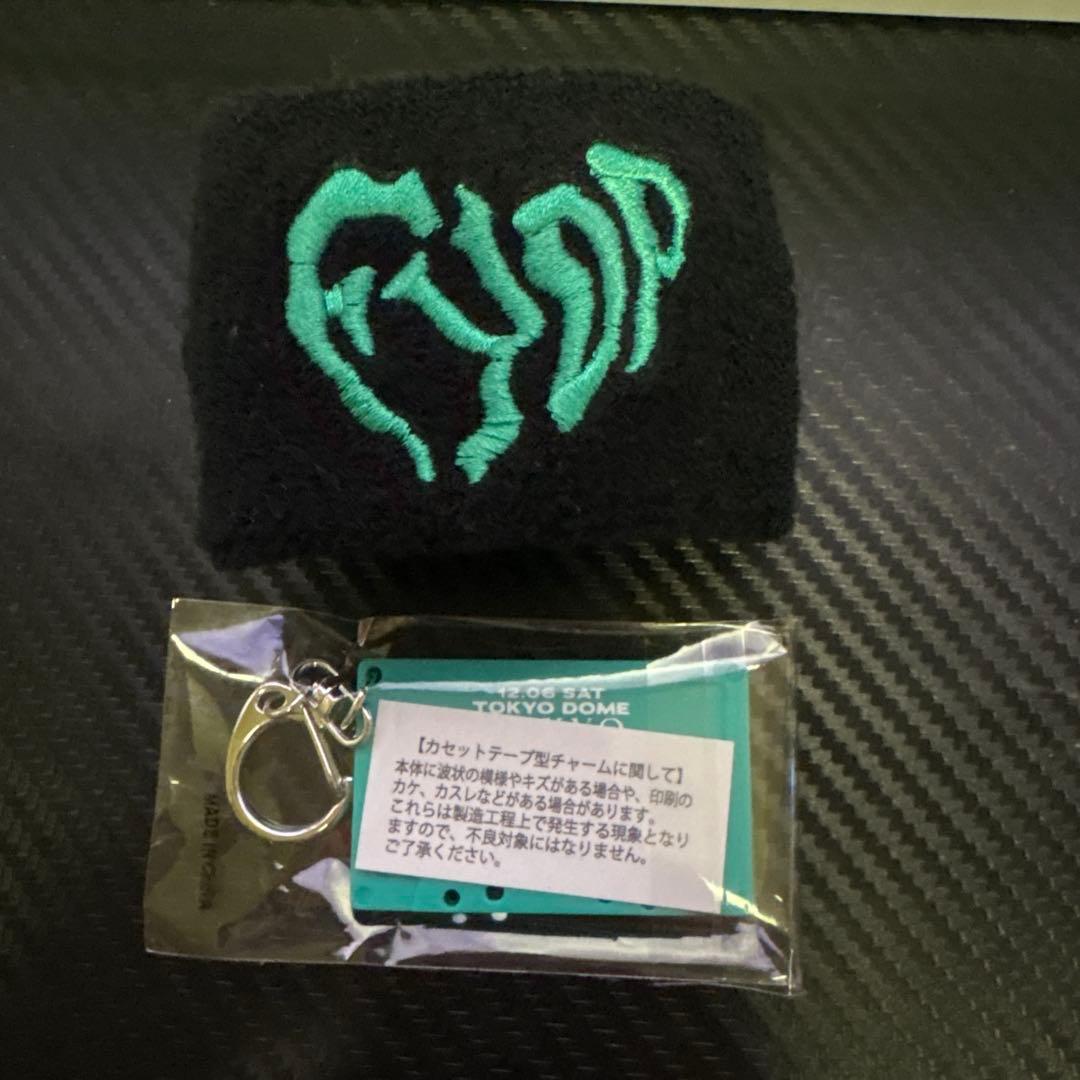 FYOP
12.06 SAT
TOKYO DOME
【カセットテープ型チャームに関して】
本体に波状の模様やキズがある場合や、印刷の
カケ、カスレなどがある場合があります。
これらは製造工程上で発生する現象となり
ますので、不良対象にはなりません。
ご了承ください。
MADE IN CHINA